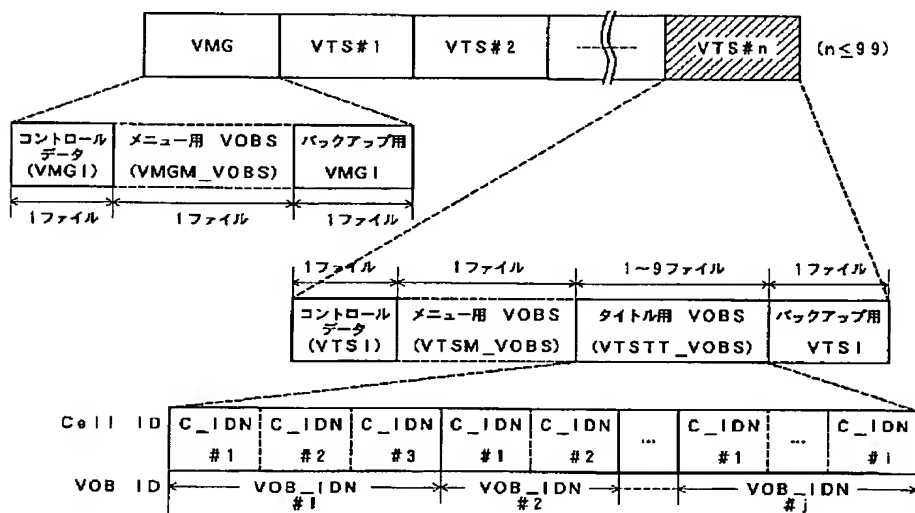 VMG VTS#1 VTS#2 VTS#n (n≤99)
コントロール メニュー用 VOBS バックアップ用
データ (VMGM_VOBS) VMGI
(VMGI)
1ファイル 1ファイル 1ファイル
1ファイル 1ファイル 1～9ファイル 1ファイル
コントロール メニュー用 VOBS タイトル用 VOBS バックアップ用
データ (VTSM_VOBS) (VTSTT_VOBS) VTSI
(VTSI)
Cell ID C_IDN C_IDN C_IDN C_IDN C_IDN ... C_IDN ... C_IDN
#1 #2 #3 #1 #2 #1 #i
VOB ID VOB_IDN VOB_IDN VOB_IDN
#1 #2 #j